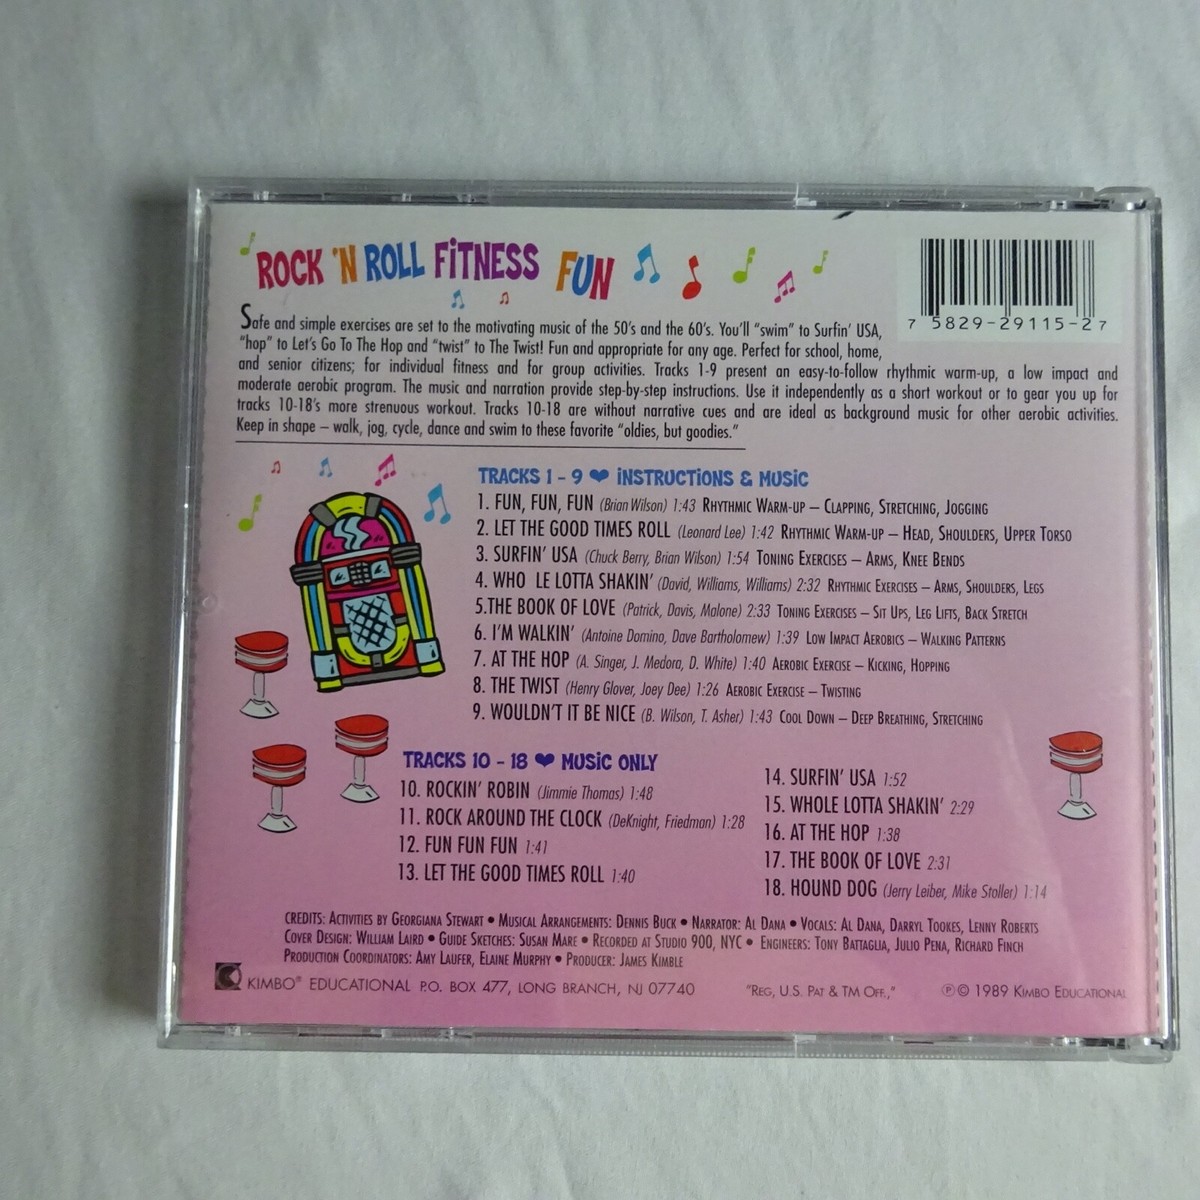 ROCK 'N ROLL FiTNESS FUN
7 5829-29115-2 7
Safe and simple exercises are set to the motivating music of the 50's and the 60's. You'll "swim" to Surfin' USA,
"hop" to Let's Go To The Hop and "twist" to The Twist! Fun and appropriate for any age. Perfect for school, home,
and senior citizens; for individual fitness and for group activities. Tracks 1-9 present an easy-to-follow rhythmic warm-up, a low impact and
moderate aerobic program. The music and narration provide step-by-step instructions. Use it independently as a short workout or to gear you up for
tracks 10-18's more strenuous workout. Tracks 10-18 are without narrative cues and are ideal as background music for other aerobic activities.
Keep in shape – walk, jog, cycle, dance and swim to these favorite "oldies, but goodies."
TRACKS 1 - 9 ❤ iNSTRUCTiONS & MUSiC
1. FUN, FUN, FUN (Brian Wilson) 1:43 Rhythmic Warm-up – Clapping, Stretching, Jogging
2. LET THE GOOD TIMES ROLL (Leonard Lee) 1:42 Rhythmic Warm-up – Head, Shoulders, Upper Torso
3. SURFIN' USA (Chuck Berry, Brian Wilson) 1:54 Toning Exercises – Arms, Knee Bends
4. WHO LE LOTTA SHAKIN' (David, Williams, Williams) 2:32 Rhythmic Exercises – Arms, Shoulders, Legs
5.THE BOOK OF LOVE (Patrick, Davis, Malone) 2:33 Toning Exercises – Sit Ups, Leg Lifts, Back Stretch
6. I'M WALKIN' (Antoine Domino, Dave Bartholomew) 1:39 Low Impact Aerobics – Walking Patterns
7. AT THE HOP (A. Singer, J. Medora, D. White) 1:40 Aerobic Exercise – Kicking, Hopping
8. THE TWIST (Henry Glover, Joey Dee) 1:26 Aerobic Exercise – Twisting
9. WOULDN'T IT BE NICE (B. Wilson, T. Asher) 1:43 Cool Down – Deep Breathing, Stretching
TRACKS 10 - 18 ❤ MUSiC ONLY
10. ROCKIN' ROBIN (Jimmie Thomas) 1:48
11. ROCK AROUND THE CLOCK (DeKnight, Friedman) 1:28
12. FUN FUN FUN 1:41
13. LET THE GOOD TIMES ROLL 1:40
14. SURFIN' USA 1:52
15. WHOLE LOTTA SHAKIN' 2:29
16. AT THE HOP 1:38
17. THE BOOK OF LOVE 2:31
18. HOUND DOG (Jerry Leiber, Mike Stoller) 1:14
CREDITS: Activities by Georgiana Stewart • Musical Arrangements: Dennis Buck • Narrator: Al Dana • Vocals: Al Dana, Darryl Tookes, Lenny Roberts
Cover Design: William Laird • Guide Sketches: Susan Mare • Recorded at Studio 900, NYC • Engineers: Tony Battaglia, Julio Pena, Richard Finch
Production Coordinators: Amy Laufer, Elaine Murphy • Producer: James Kimble
KIMBO® EDUCATIONAL P.O. BOX 477, LONG BRANCH, NJ 07740 "Reg, U.S. Pat & TM Off.," ℗© 1989 Kimbo Educational